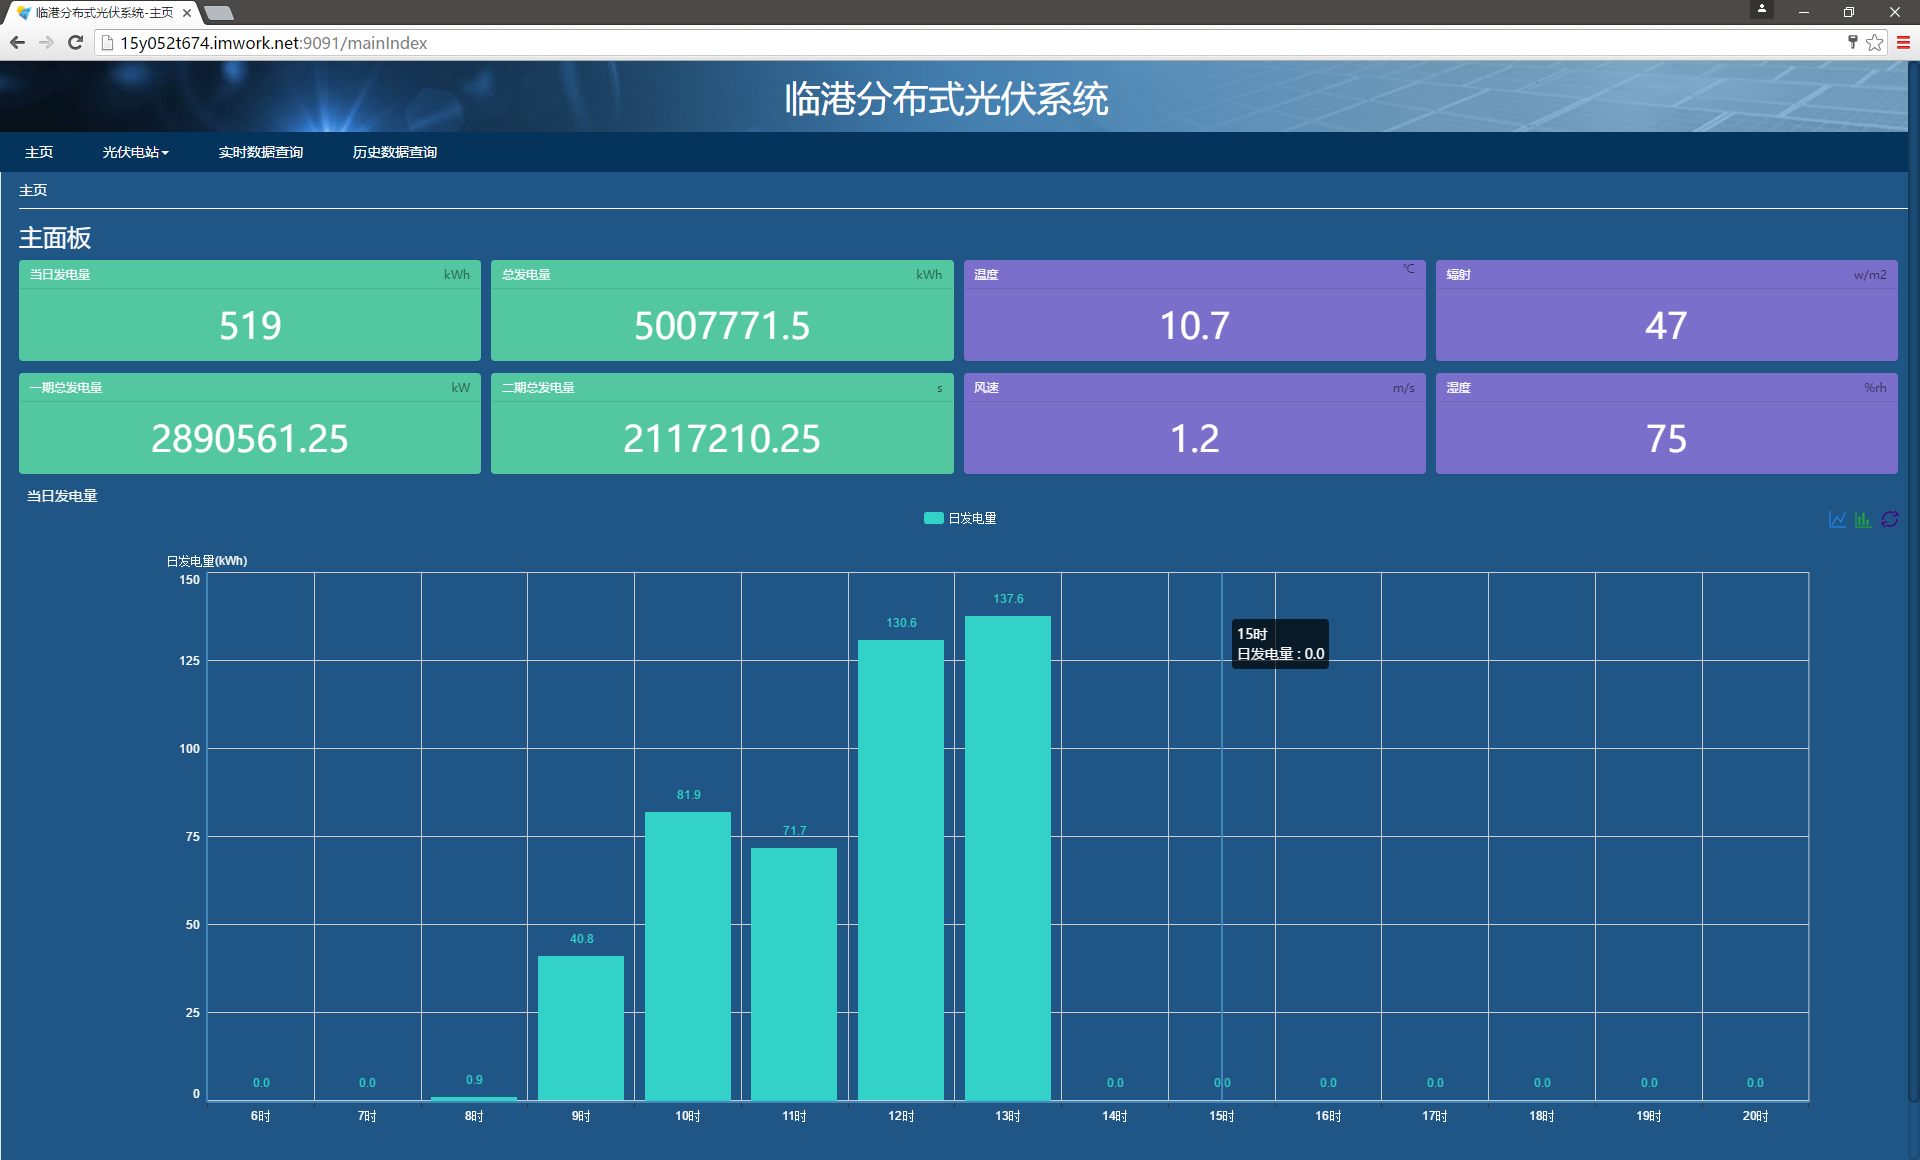 临港分布式光伏系统-主页
15y052t674.imwork.net:9091/mainIndex
临港分布式光伏系统
主页 光伏电站 实时数据查询 历史数据查询
主页
主面板
当日发电量 kWh
519
总发电量 kWh
5007771.5
温度 ℃
10.7
辐射 w/m2
47
一期总发电量 kW
2890561.25
二期总发电量 s
2117210.25
风速 m/s
1.2
湿度 %rh
75
当日发电量
日发电量
日发电量(kWh)
150
125
100
75
50
25
0
0.0 0.0 0.9 40.8 81.9 71.7 130.6 137.6 0.0 0.0 0.0 0.0 0.0 0.0 0.0
15时
日发电量 : 0.0
6时 7时 8时 9时 10时 11时 12时 13时 14时 15时 16时 17时 18时 19时 20时